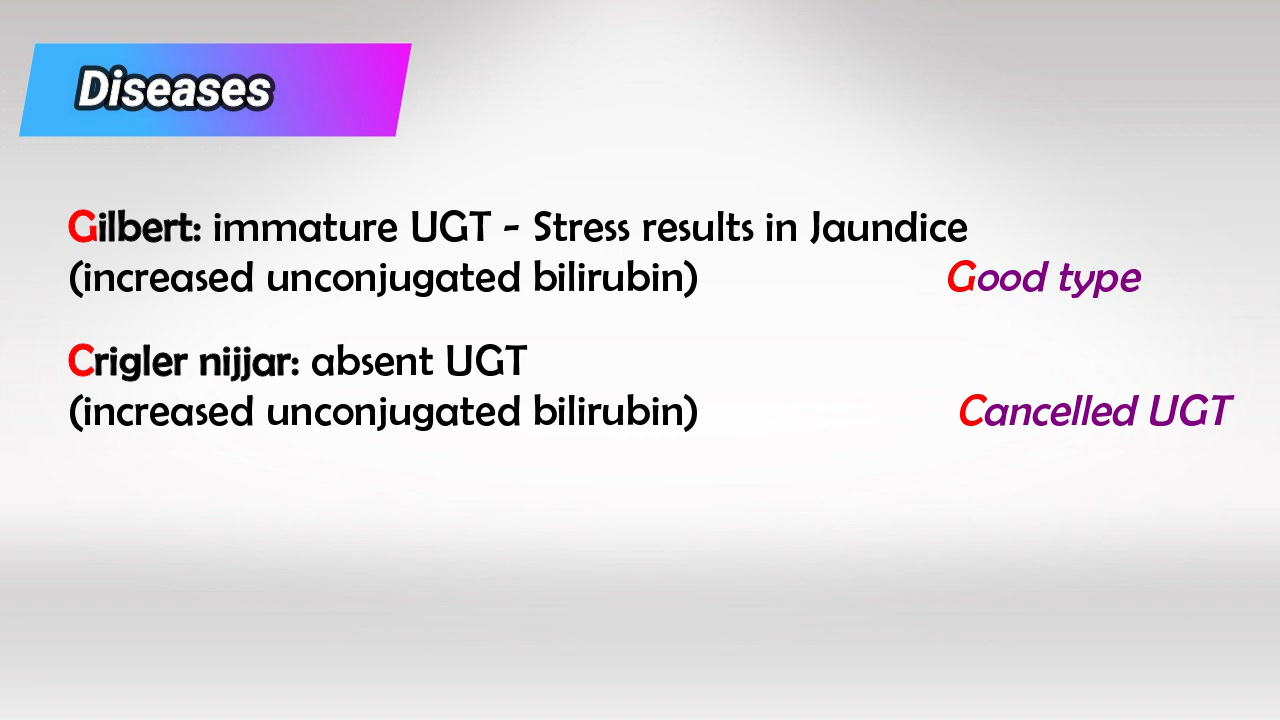 Diseases
Gilbert: immature UGT - Stress results in Jaundice
(increased unconjugated bilirubin) Good type
Crigler nijjar: absent UGT
(increased unconjugated bilirubin) Cancelled UGT